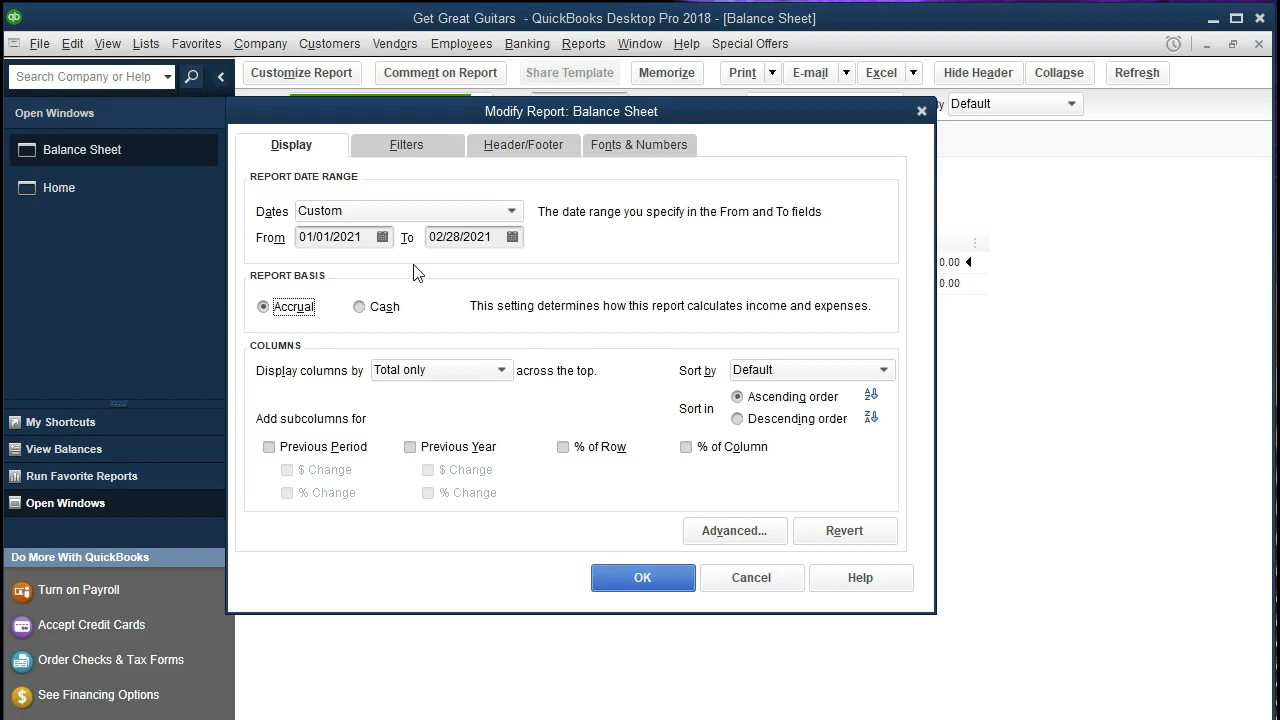 Get Great Guitars - QuickBooks Desktop Pro 2018 - [Balance Sheet]
File Edit View Lists Favorites Company Customers Vendors Employees Banking Reports Window Help Special Offers
Search Company or Help
Customize Report Comment on Report Share Template Memorize Print E-mail Excel Hide Header Collapse Refresh
Open Windows
Balance Sheet
Home
My Shortcuts
View Balances
Run Favorite Reports
Open Windows
Do More With QuickBooks
Turn on Payroll
Accept Credit Cards
Order Checks & Tax Forms
See Financing Options
y Default
0.00
0.00
Modify Report: Balance Sheet
Display Filters Header/Footer Fonts & Numbers
REPORT DATE RANGE
Dates Custom The date range you specify in the From and To fields
From 01/01/2021 To 02/28/2021
REPORT BASIS
Accrual Cash This setting determines how this report calculates income and expenses.
COLUMNS
Display columns by Total only across the top. Sort by Default
Sort in Ascending order
Descending order
Add subcolumns for
Previous Period Previous Year % of Row % of Column
$ Change $ Change
% Change % Change
Advanced... Revert
OK Cancel Help